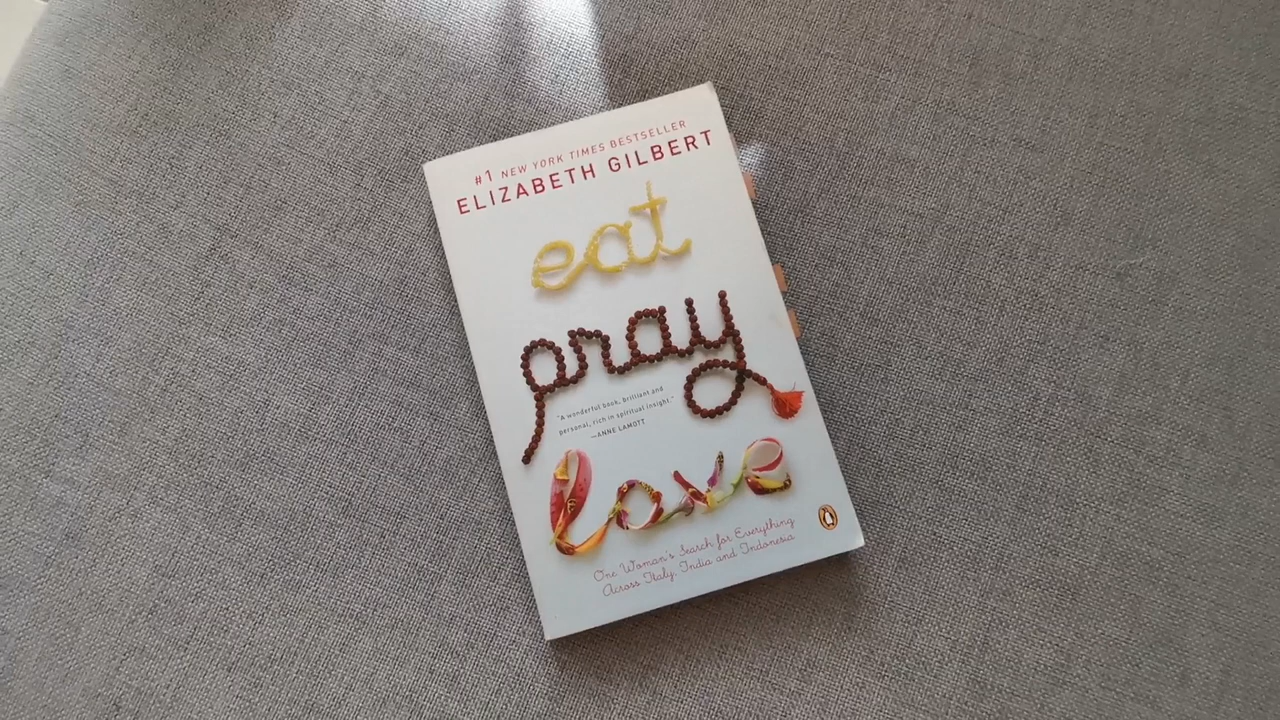 #1 NEW YORK TIMES BESTSELLER
ELIZABETH GILBERT
eat
pray
"A wonderful book, brilliant and
personal, rich in spiritual insight."
—ANNE LAMOTT
love
One Woman's Search for Everything
Across Italy, India and Indonesia